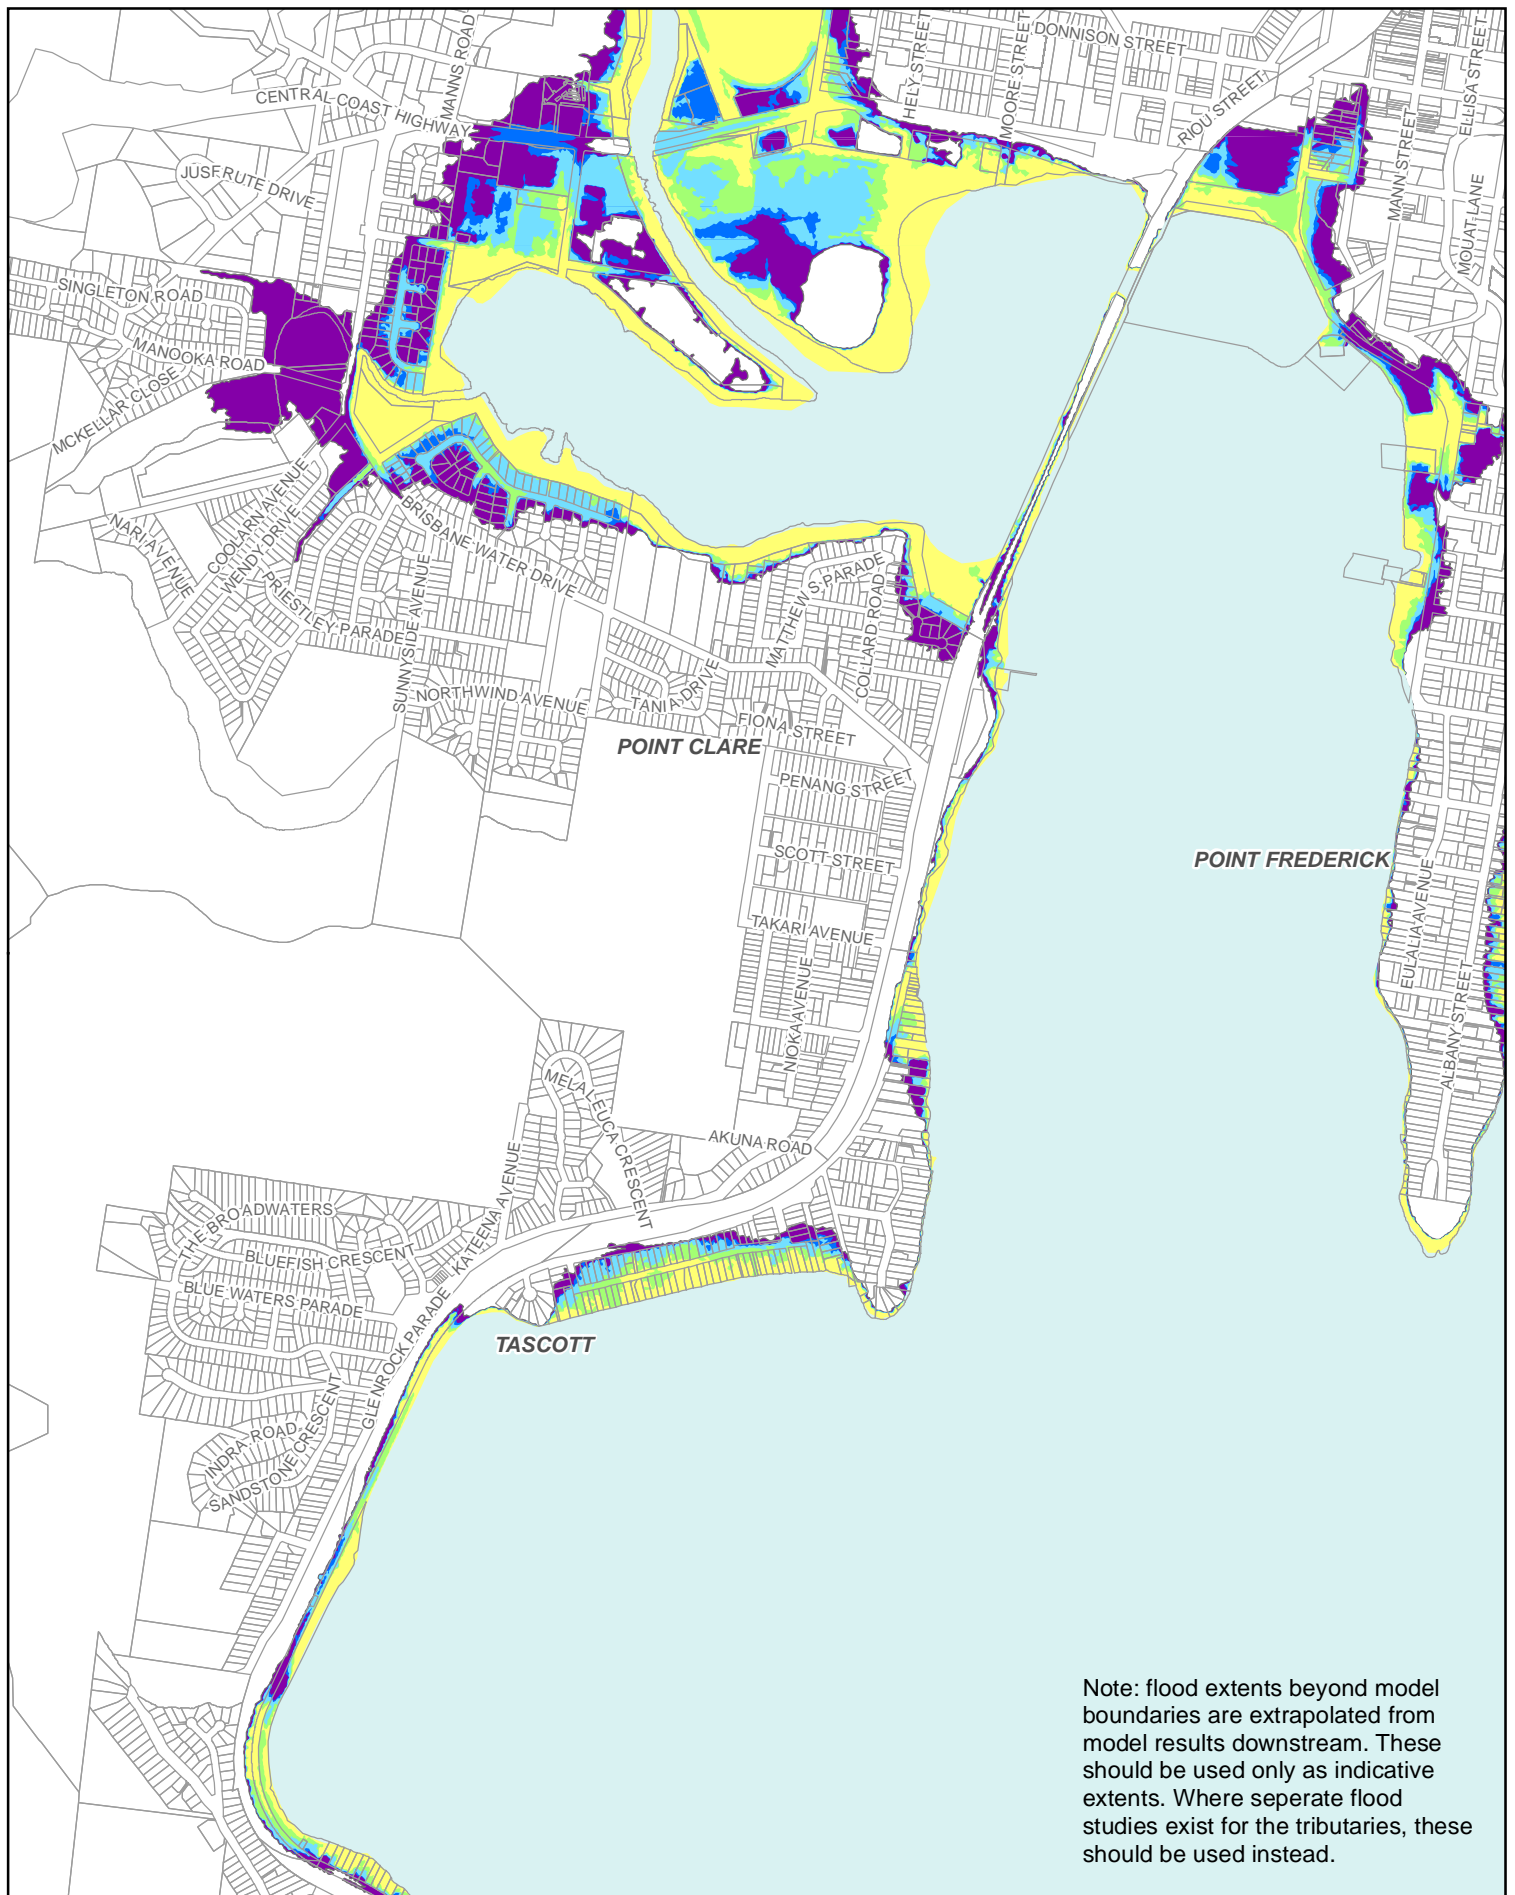 DONNISON STREET
HELY STREET
MOORE STREET
MANNS ROAD
ELLISA STREET
CENTRAL COAST HIGHWAY
RIOU STREET
MANN STREET
JUSFRUTE DRIVE
MOUAT LANE
SINGLETON ROAD
MANOOKA ROAD
MCKELLAR CLOSE
NARI AVENUE
COOLARN AVENUE
WENDY DRIVE
BRISBANE WATER DRIVE
PRIESTLEY PARADE
SUNNYSIDE AVENUE
MATTHEW S PARADE
COLLARD ROAD
NORTHWIND AVENUE
TANIA DRIVE
FIONA STREET
POINT CLARE
PENANG STREET
SCOTT STREET
POINT FREDERICK
EULALIA AVENUE
TAKARI AVENUE
NIOKA AVENUE
ALBANY STREET
MELALEUCA CRESCENT
AKUNA ROAD
KATEENA AVENUE
THE BROADWATERS
BLUEFISH CRESCENT
BLUE WATERS PARADE
GLENROCK PARADE
TASCOTT
INDRA ROAD
SANDSTONE CRESCENT
Note: flood extents beyond model
boundaries are extrapolated from
model results downstream. These
should be used only as indicative
extents. Where seperate flood
studies exist for the tributaries, these
should be used instead.